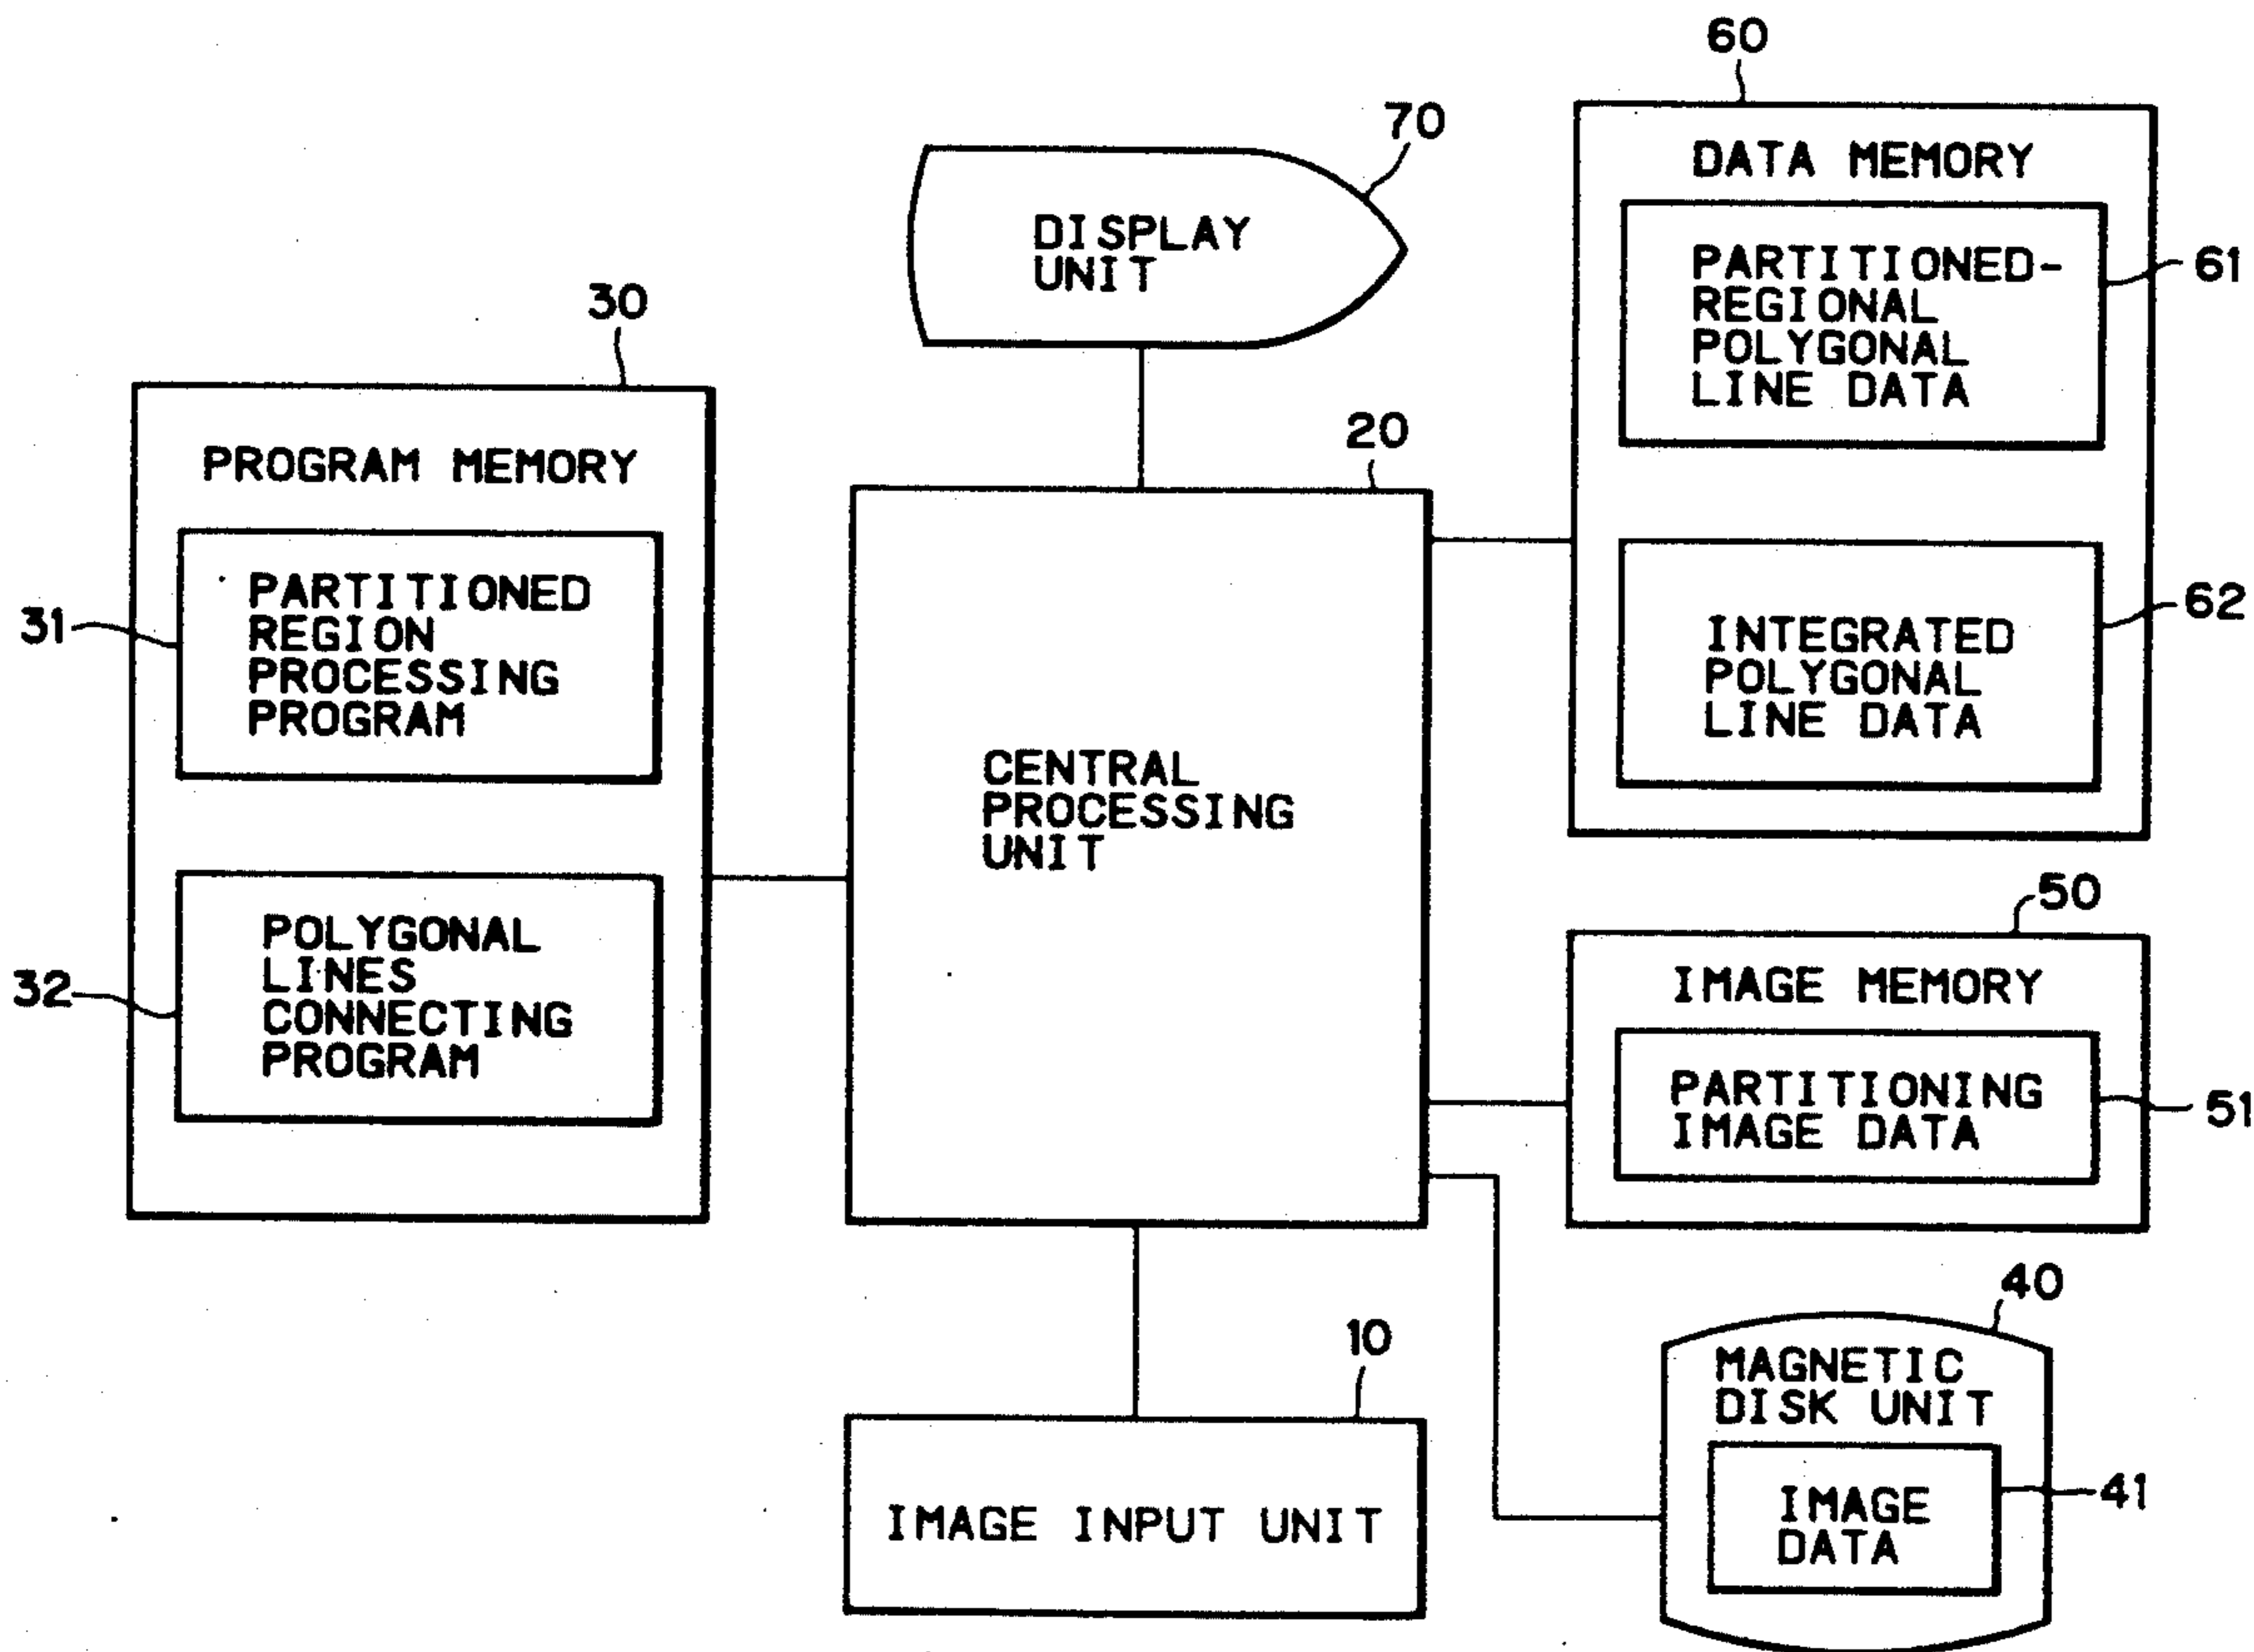 60
DATA MEMORY
PARTITIONED-
REGIONAL
POLYGONAL
LINE DATA
61
INTEGRATED
POLYGONAL
LINE DATA
62
70
DISPLAY
UNIT
30
PROGRAM MEMORY
31
PARTITIONED
REGION
PROCESSING
PROGRAM
32
POLYGONAL
LINES
CONNECTING
PROGRAM
20
CENTRAL
PROCESSING
UNIT
50
IMAGE MEMORY
PARTITIONING
IMAGE DATA
51
10
IMAGE INPUT UNIT
40
MAGNETIC
DISK UNIT
IMAGE
DATA
41